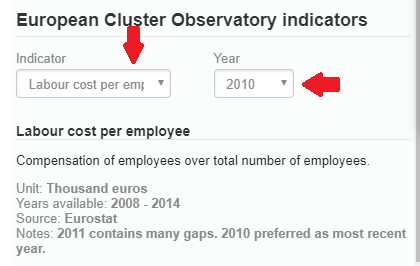 European Cluster Observatory indicators
Indicator Year
Labour cost per emp 2010
Labour cost per employee
Compensation of employees over total number of employees.
Unit: Thousand euros
Years available: 2008 - 2014
Source: Eurostat
Notes: 2011 contains many gaps. 2010 preferred as most recent
year.